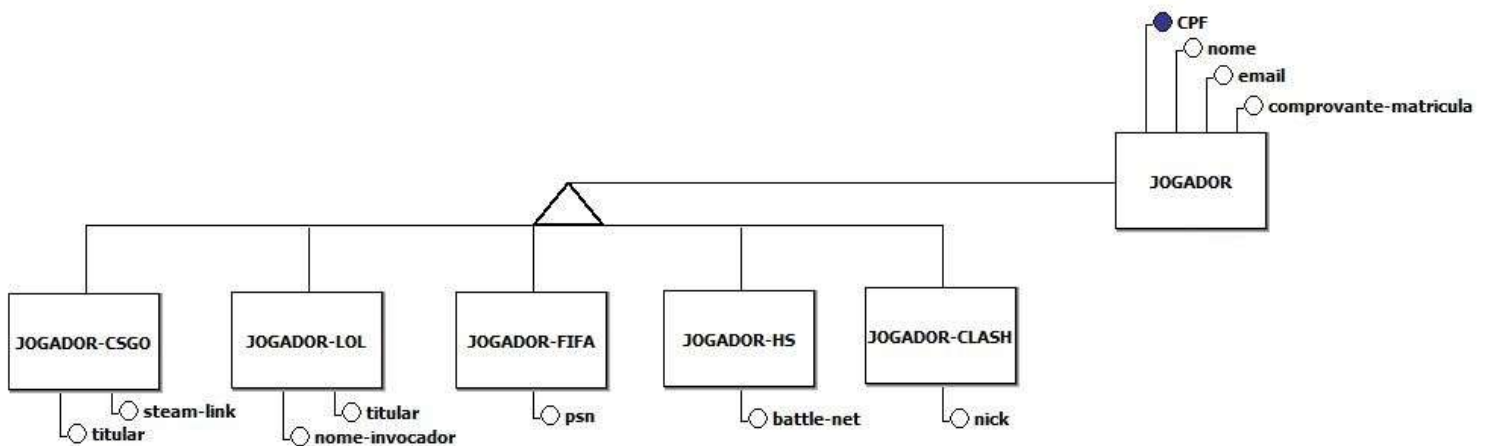 CPF
nome
email
comprovante-matricula
JOGADOR
JOGADOR-CSGO
JOGADOR-LOL
JOGADOR-FIFA
JOGADOR-HS
JOGADOR-CLASH
steam-link
titular
titular
nome-invocador
psn
battle-net
nick